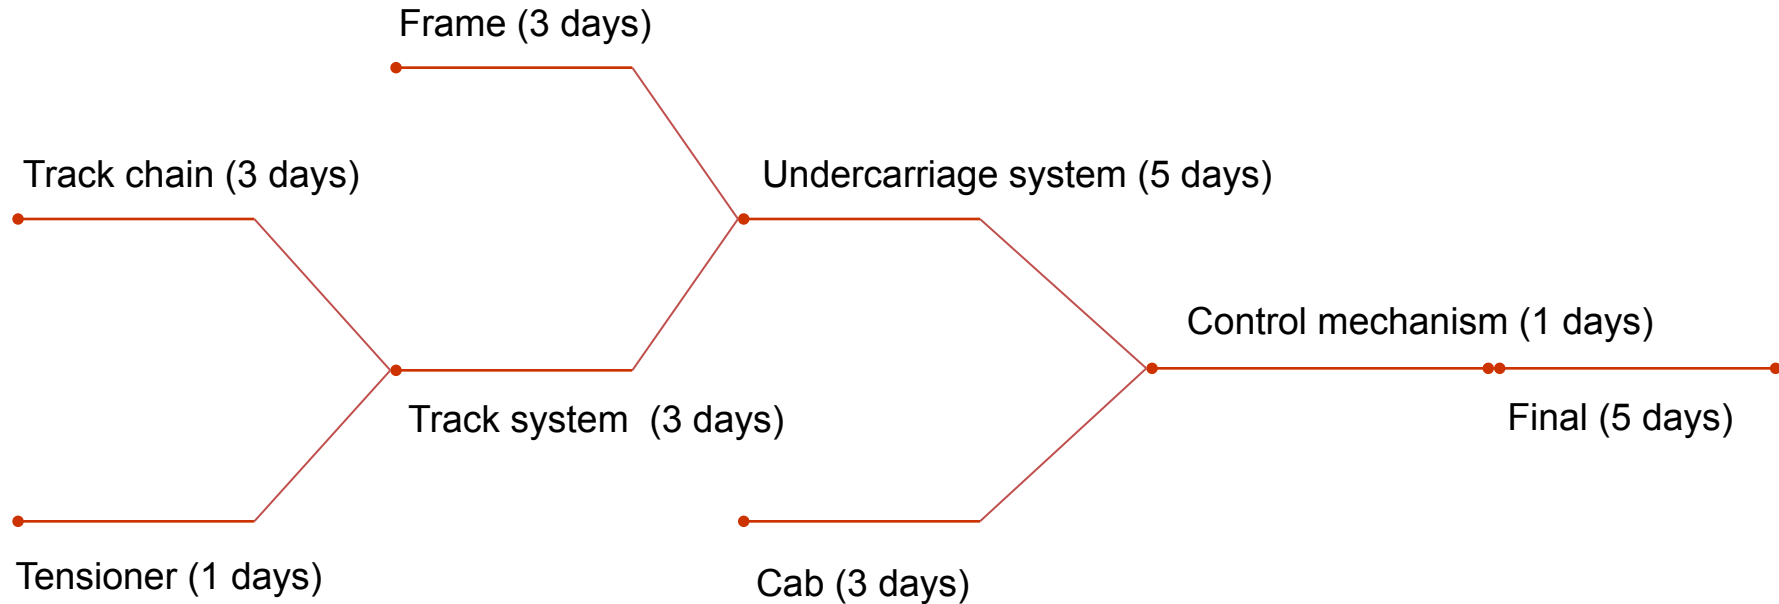 Frame (3 days)
Track chain (3 days)
Undercarriage system (5 days)
Control mechanism (1 days)
Track system  (3 days)
Final (5 days)
Tensioner (1 days)
Cab (3 days)